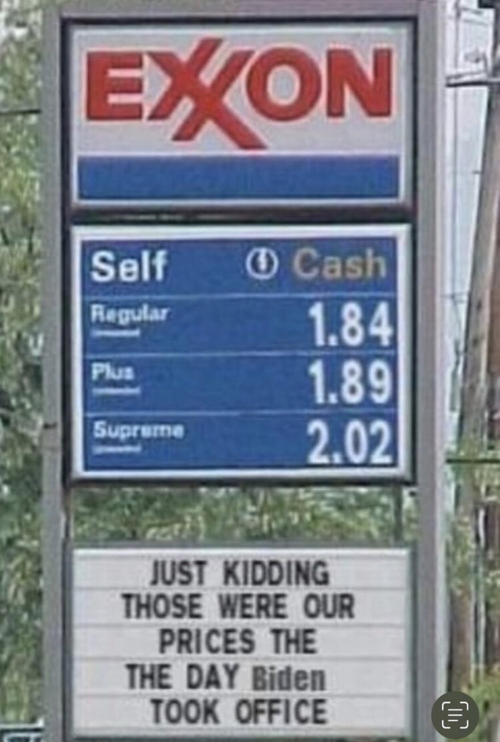 EXXON
Self Cash
Regular 1.84
Plus 1.89
Supreme 2.02
JUST KIDDING
THOSE WERE OUR
PRICES THE
THE DAY Biden
TOOK OFFICE